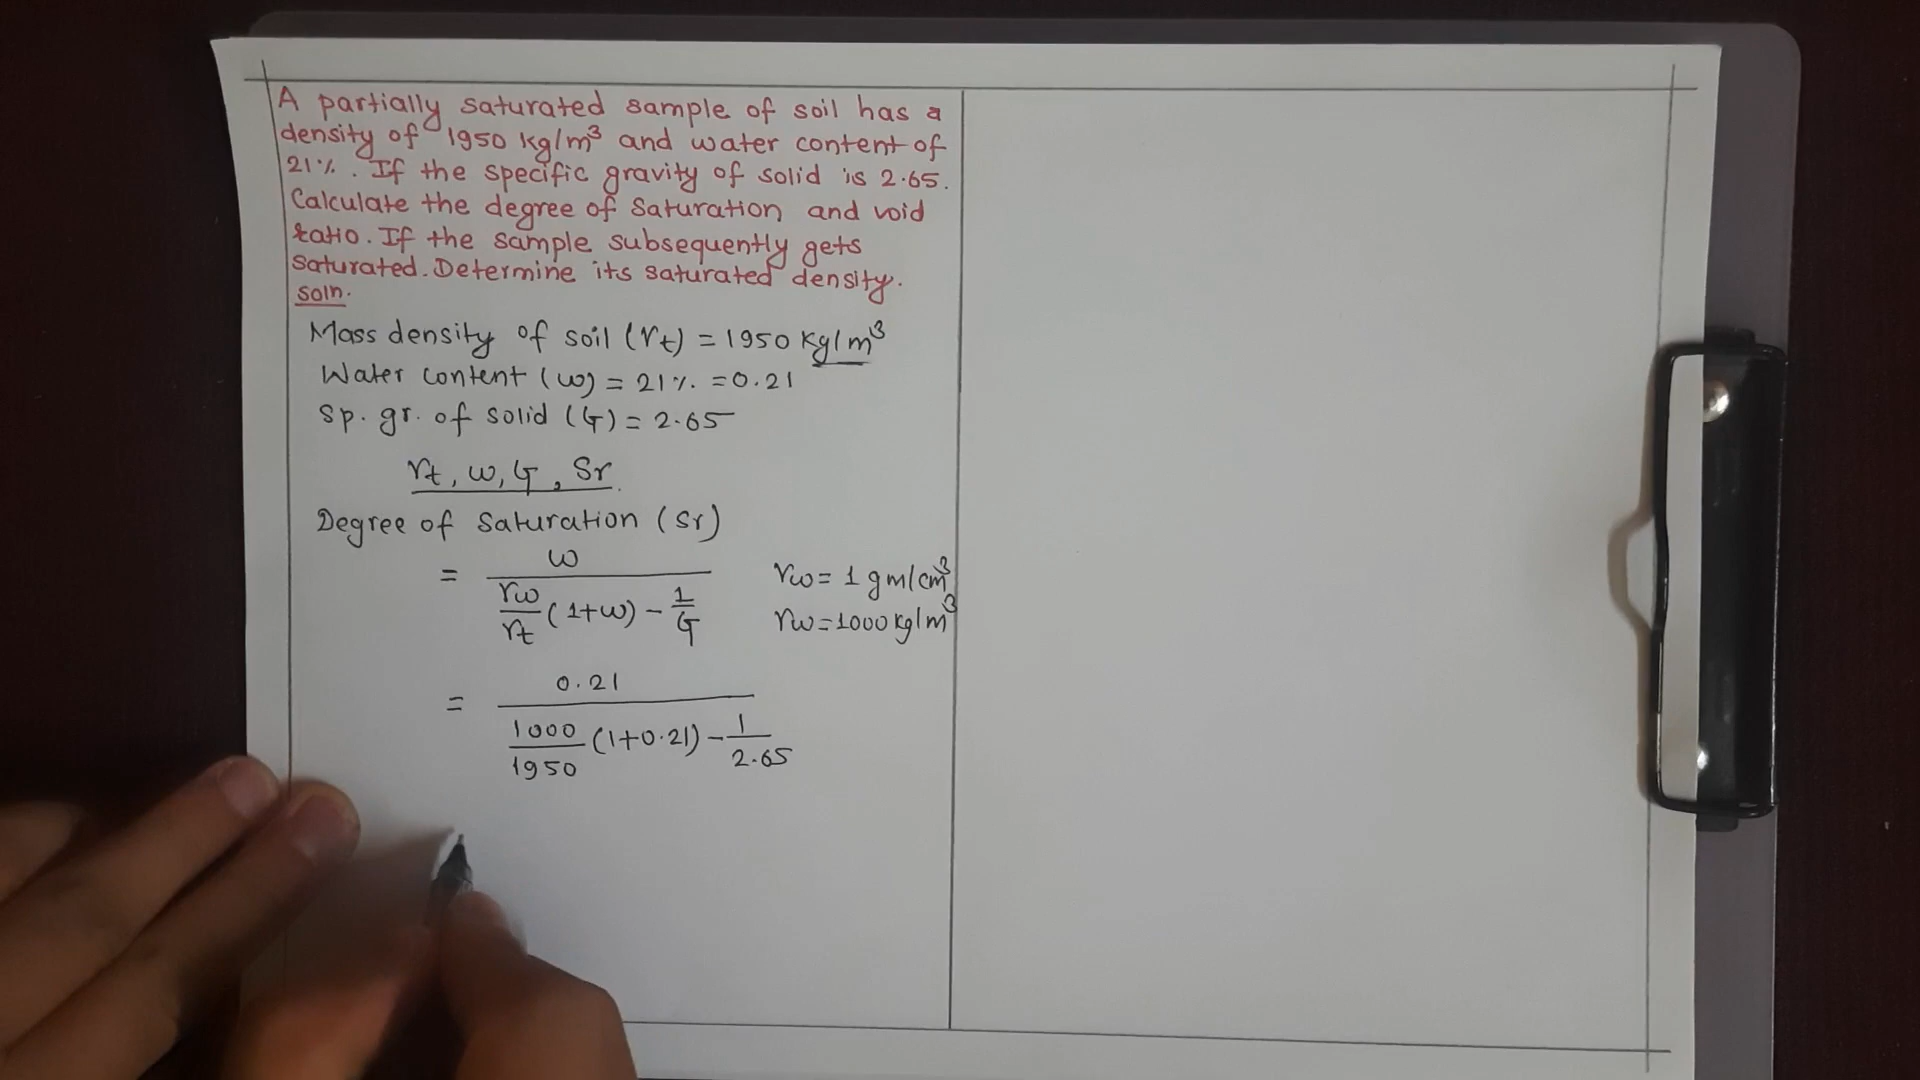 A partially saturated sample of soil has a
density of 1950 kg/m³ and water content of
21%. If the specific gravity of solid is 2.65.
Calculate the degree of saturation and void
ratio. If the sample subsequently gets
saturated. Determine its saturated density.
Soln.
Mass density of soil (γt) = 1950 kg/m³
Water content (w) = 21% = 0.21
Sp. gr. of solid (G) = 2.65
γt, w, G, Sr.
Degree of saturation (Sr)
= w / (γw/γt (1+w) - 1/G)
γw = 1 gm/cm³
γw = 1000 kg/m³
= 0.21 / (1000/1950 (1+0.21) - 1/2.65)